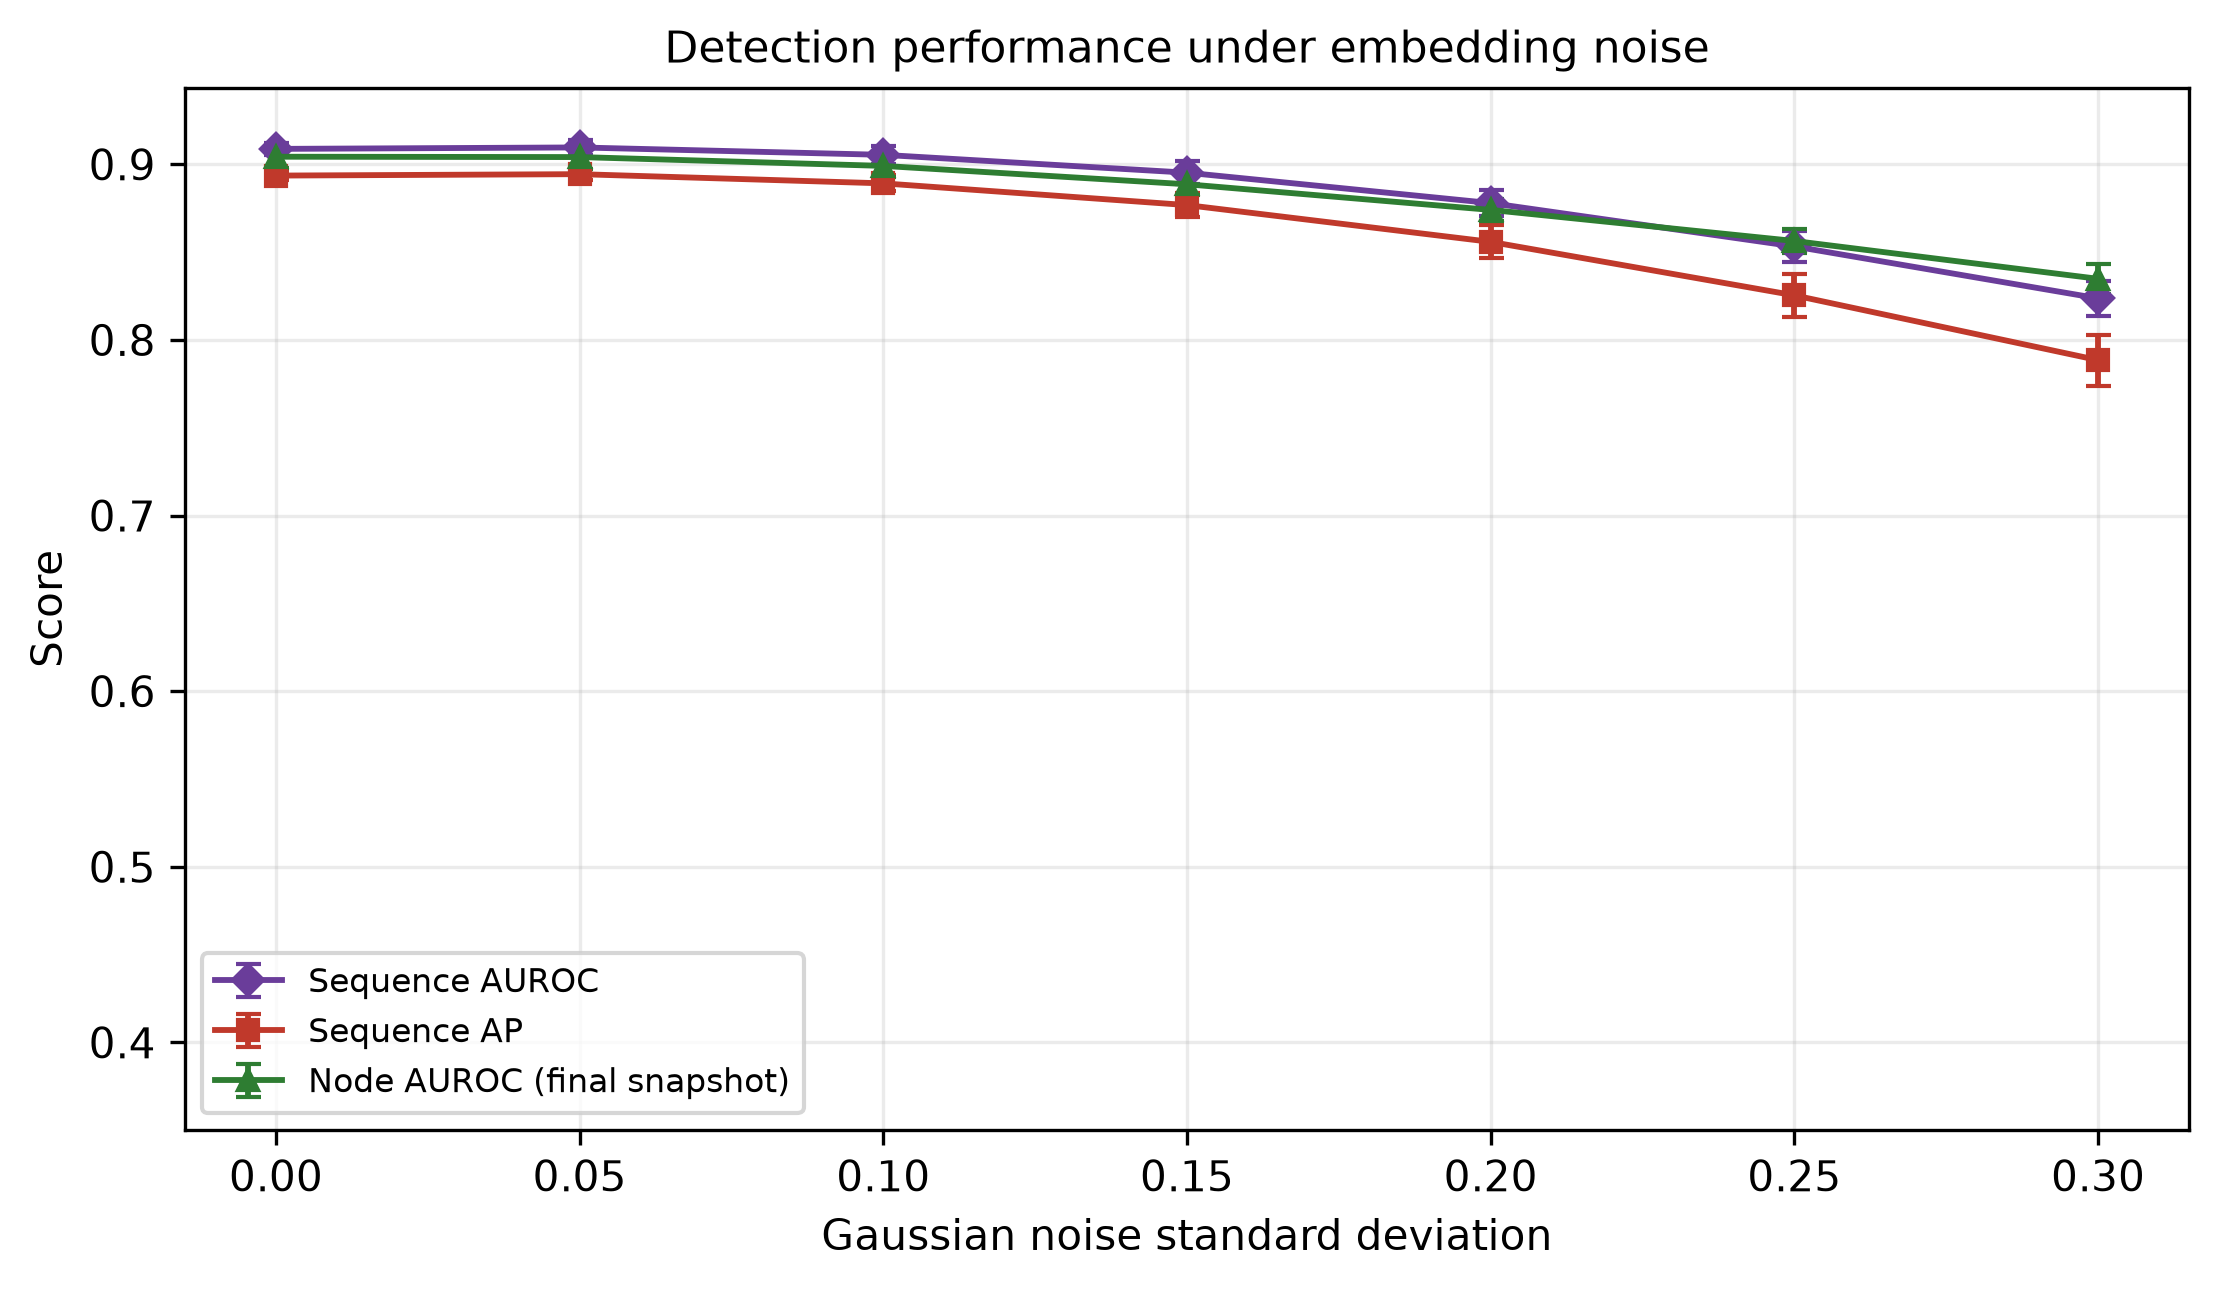 Detection performance under embedding noise
0.9
0.8
0.7
0.6
0.5
0.4
Score
Sequence AUROC
Sequence AP
Node AUROC (final snapshot)
0.00 0.05 0.10 0.15 0.20 0.25 0.30
Gaussian noise standard deviation